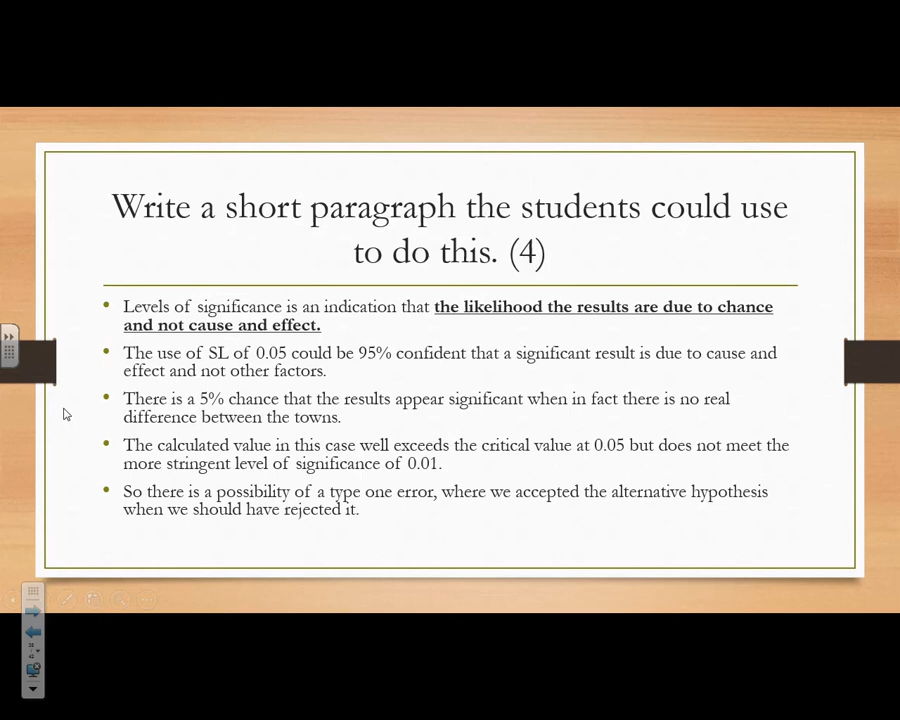 Write a short paragraph the students could use
to do this. (4)
• Levels of significance is an indication that the likelihood the results are due to chance
and not cause and effect.
• The use of SL of 0.05 could be 95% confident that a significant result is due to cause and
effect and not other factors.
• There is a 5% chance that the results appear significant when in fact there is no real
difference between the towns.
• The calculated value in this case well exceeds the critical value at 0.05 but does not meet the
more stringent level of significance of 0.01.
• So there is a possibility of a type one error, where we accepted the alternative hypothesis
when we should have rejected it.